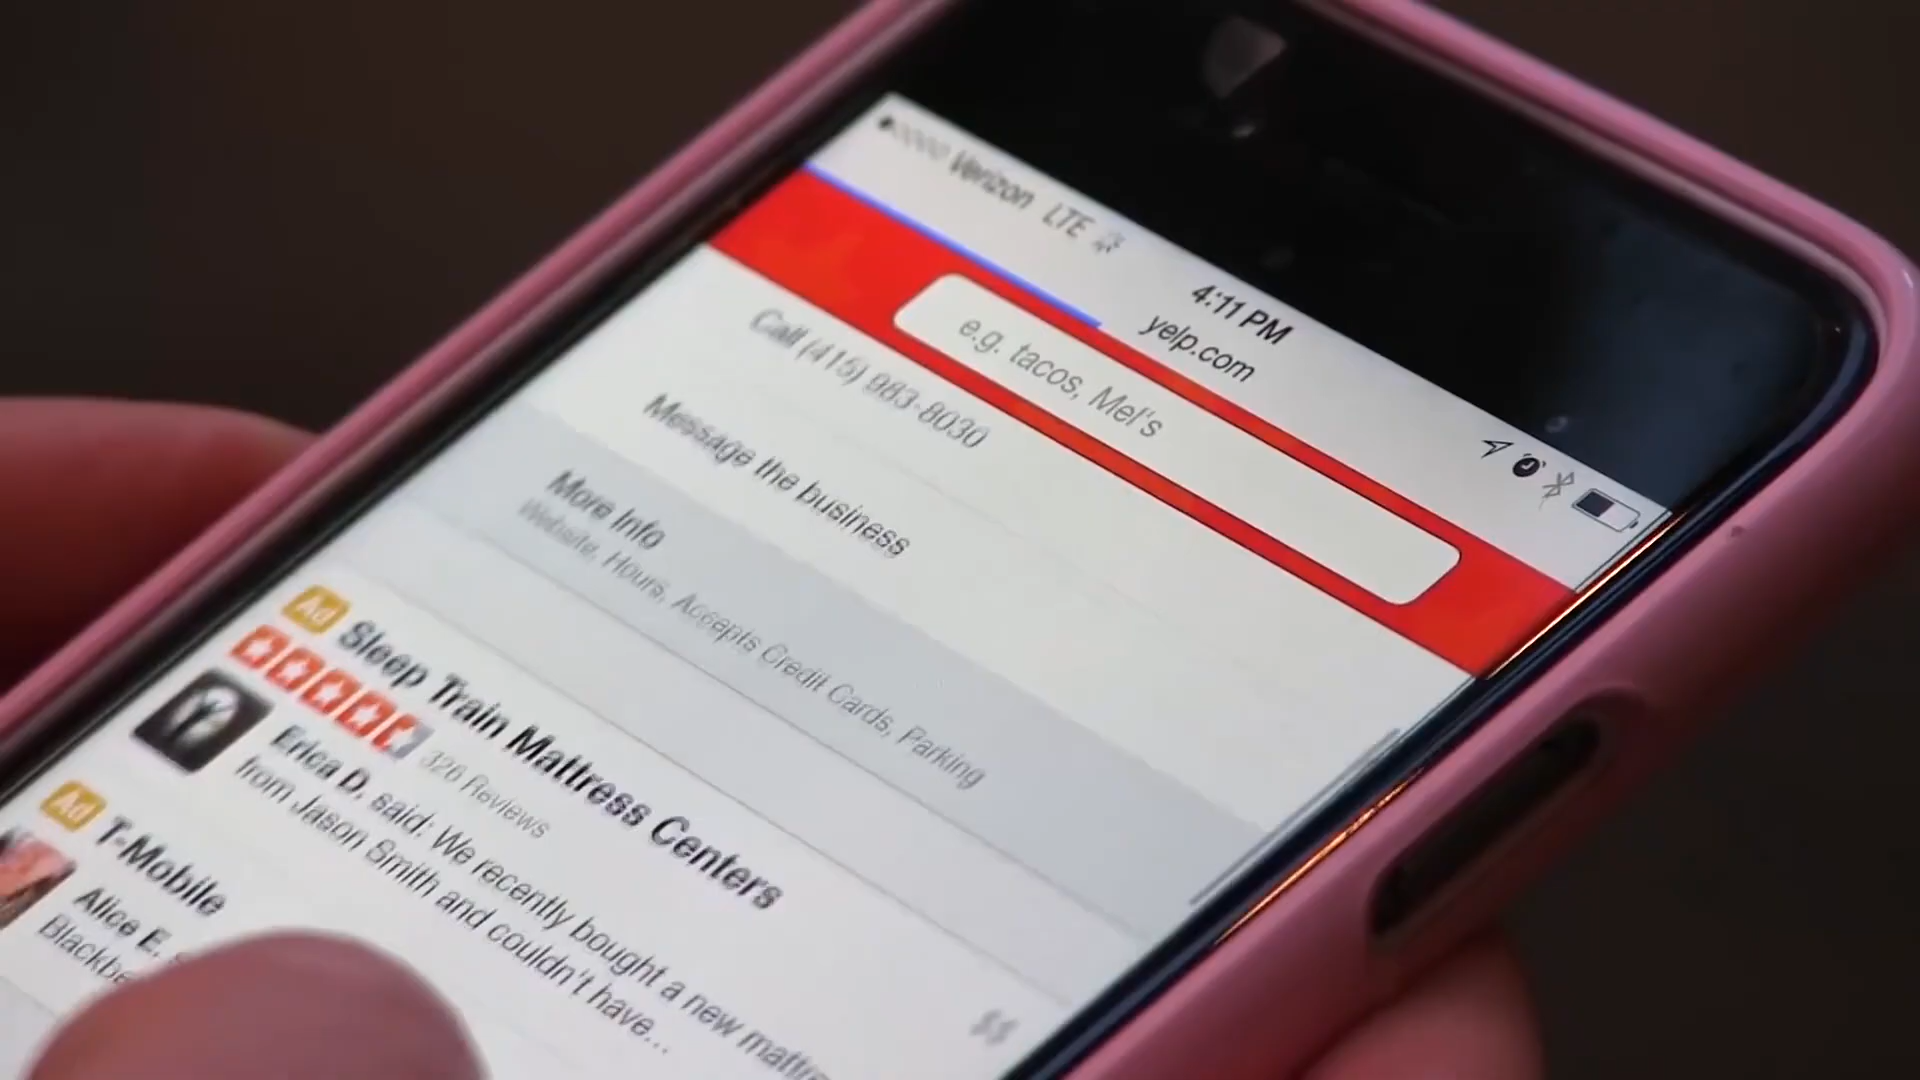 Verizon LTE
4:11 PM
yelp.com
e.g. tacos, Mel's
Call (415) 983-8030
Message the business
More Info
Website, Hours, Accepts Credit Cards, Parking
Ad Sleep Train Mattress Centers
326 Reviews
Erica D. said: We recently bought a new
from Jason Smith and couldn't have...
$$
Ad T-Mobile
Alice E.